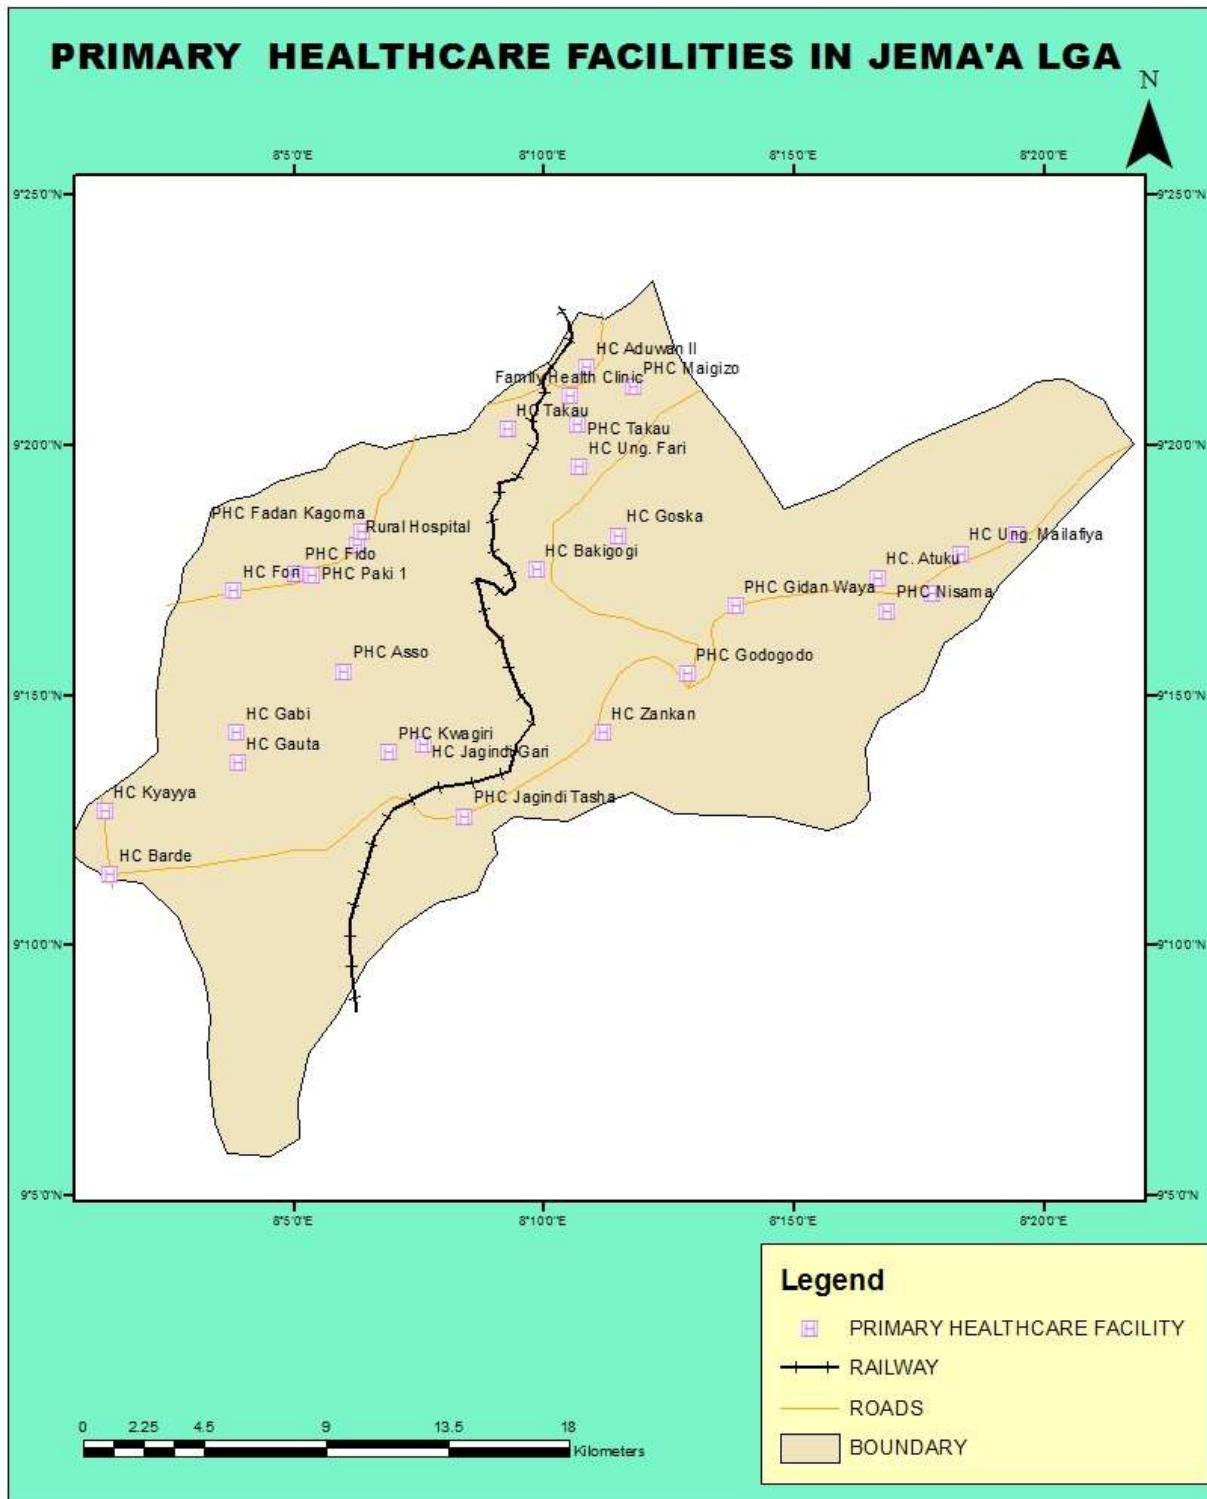 PRIMARY HEALTHCARE FACILITIES IN JEMA'A LGA
N
8°5'0"E 8°10'0"E 8°15'0"E 8°20'0"E
9°25'0"N 9°25'0"N
HC Aduwan II
PHC Maigizo
Family Health Clinic
HC Takau
PHC Takau
9°20'0"N 9°20'0"N
HC Ung. Fari
PHC Fadan Kagoma
HC Goska
Rural Hospital
HC Ung. Mailafiya
PHC Fido
HC Bakigogi
HC. Atuku
HC Fori
PHC Paki 1
PHC Gidan Waya
PHC Nisama
PHC Asso
PHC Godogodo
9°15'0"N 9°15'0"N
HC Gabi
HC Zankan
PHC Kwagiri
HC Gauta
HC Jagindi Gari
HC Kyayya
PHC Jagindi Tasha
HC Barde
9°10'0"N 9°10'0"N
9°5'0"N 9°5'0"N
8°5'0"E 8°10'0"E 8°15'0"E 8°20'0"E
Legend
PRIMARY HEALTHCARE FACILITY
RAILWAY
ROADS
BOUNDARY
0 2.25 4.5 9 13.5 18
Kilometers